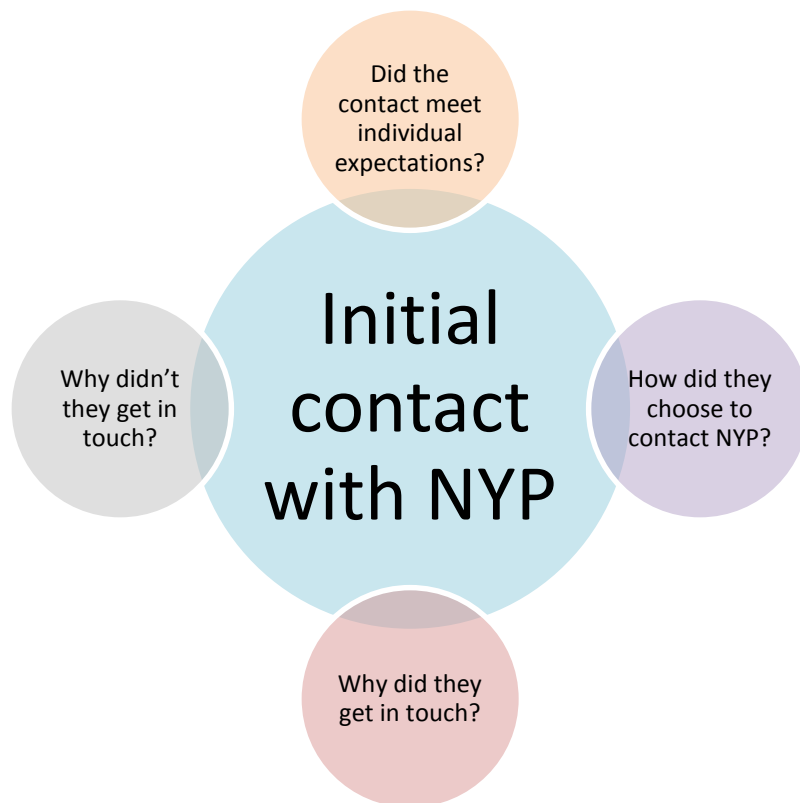 Did the
contact meet
individual
expectations?
Initial
contact
with NYP
Why didn’t
they get in
touch?
How did they
choose to
contact NYP?
Why did they
get in touch?